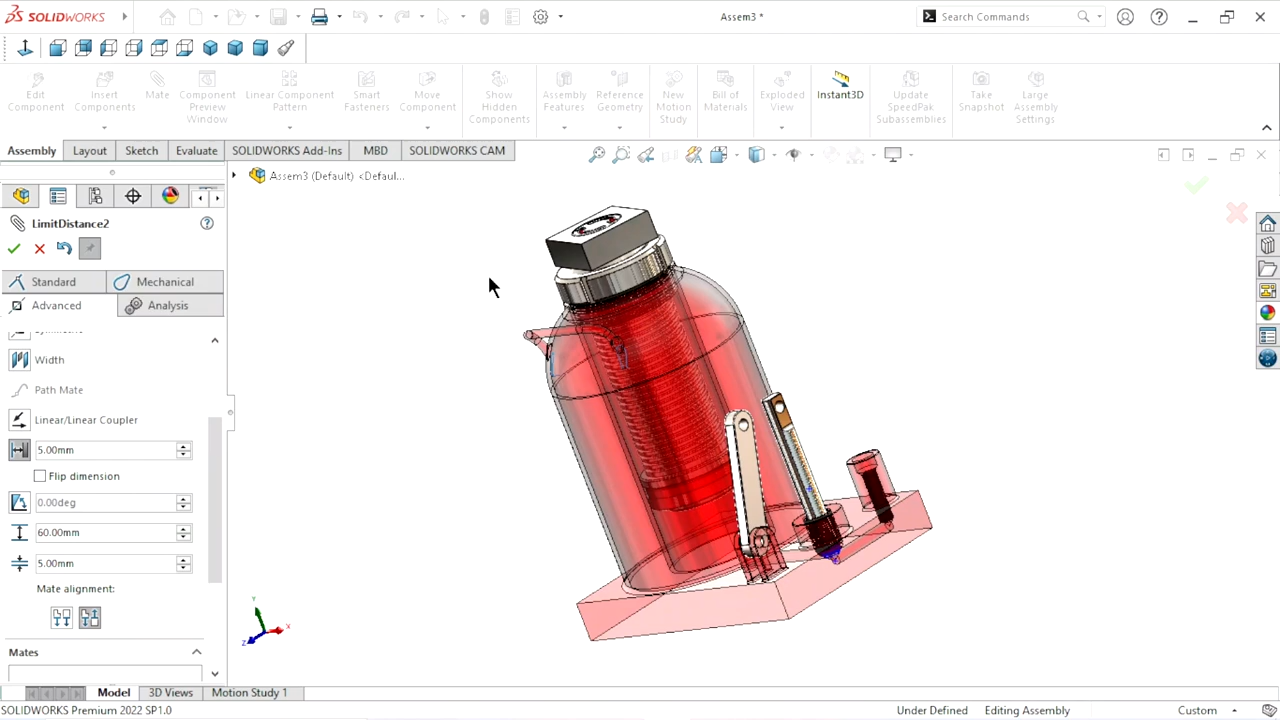 SOLIDWORKS
Assem3 *
Search Commands
Edit Component
Insert Components
Mate
Component Preview Window
Linear Component Pattern
Smart Fasteners
Move Component
Show Hidden Components
Assembly Features
Reference Geometry
New Motion Study
Bill of Materials
Exploded View
Instant3D
Update SpeedPak Subassemblies
Take Snapshot
Large Assembly Settings
Assembly
Layout
Sketch
Evaluate
SOLIDWORKS Add-Ins
MBD
SOLIDWORKS CAM
Assem3 (Default) <Defaul...
LimitDistance2
Standard
Mechanical
Advanced
Analysis
Width
Path Mate
Linear/Linear Coupler
5.00mm
Flip dimension
0.00deg
60.00mm
5.00mm
Mate alignment:
Mates
Y
X
Z
Model
3D Views
Motion Study 1
SOLIDWORKS Premium 2022 SP1.0
Under Defined
Editing Assembly
Custom